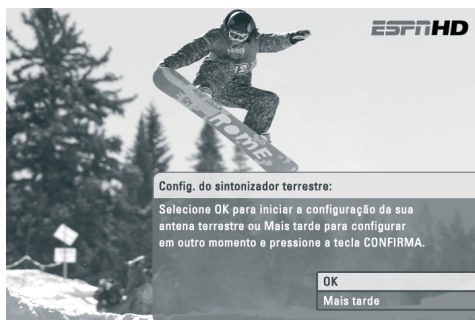 ESPN HD
ROME
Config. do sintonizador terrestre:
Selecione OK para iniciar a configuração da sua
antena terrestre ou Mais tarde para configurar
em outro momento e pressione a tecla CONFIRMA.
OK
Mais tarde